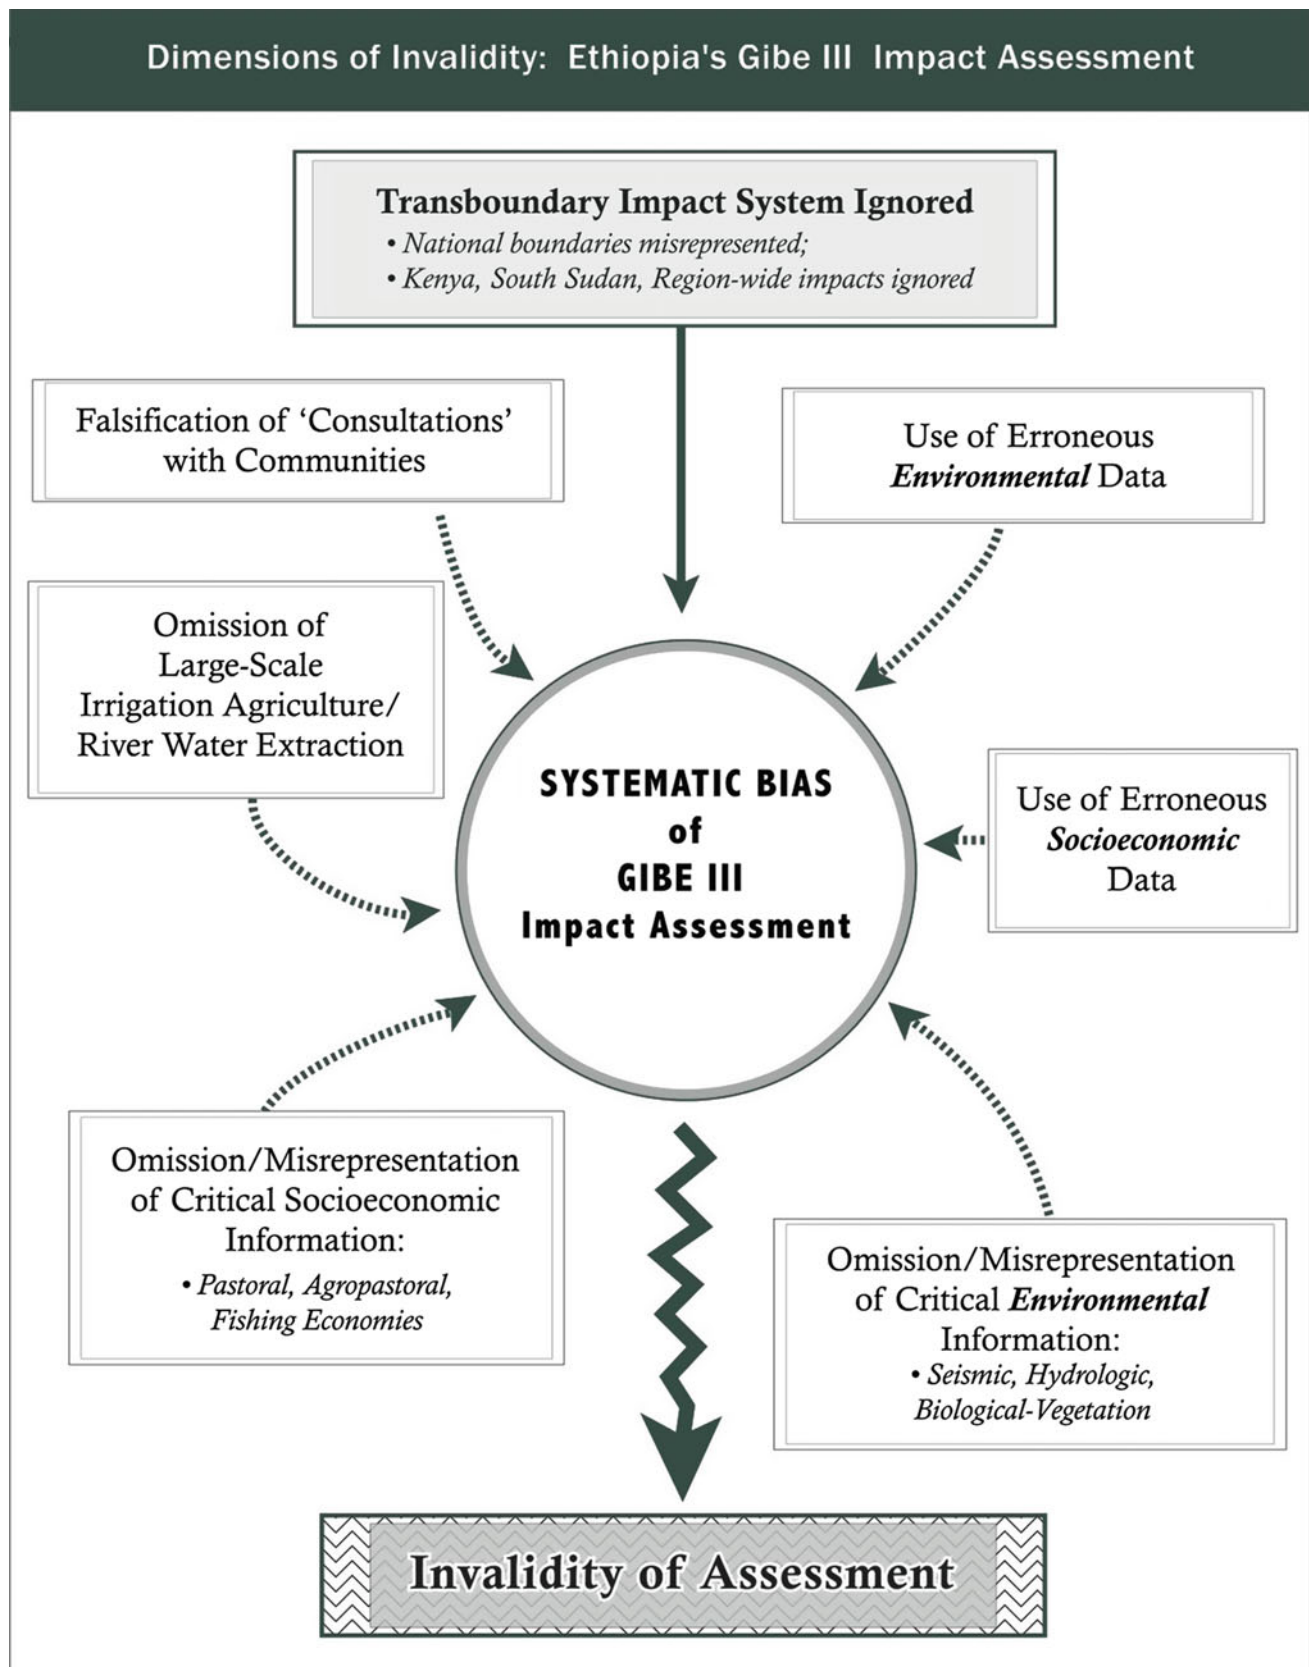 Dimensions of Invalidity: Ethiopia's Gibe III Impact Assessment
Transboundary Impact System Ignored
• National boundaries misrepresented;
• Kenya, South Sudan, Region-wide impacts ignored
Falsification of ‘Consultations’
with Communities
Use of Erroneous
Environmental Data
Omission of
Large-Scale
Irrigation Agriculture/
River Water Extraction
SYSTEMATIC BIAS
of
GIBE III
Impact Assessment
Use of Erroneous
Socioeconomic
Data
Omission/Misrepresentation
of Critical Socioeconomic
Information:
• Pastoral, Agropastoral,
Fishing Economies
Omission/Misrepresentation
of Critical Environmental
Information:
• Seismic, Hydrologic,
Biological-Vegetation
Invalidity of Assessment